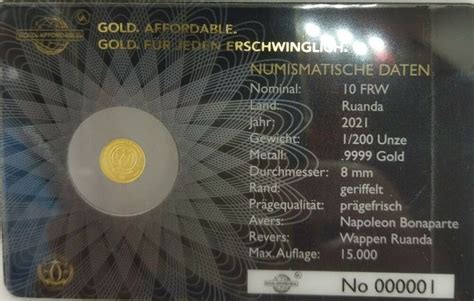 GOLD. AFFORDABLE.
GOLD. FÜR JEDEN ERSCHWINGLICH.
GOLD. AFFORDABLE.
NUMISMATISCHE DATEN
Nominal: 10 FRW
Land: Ruanda
Jahr: 2021
Gewicht: 1/200 Unze
Metall: .9999 Gold
Durchmesser: 8 mm
Rand: geriffelt
Prägequalität: prägefrisch
Avers: Napoleon Bonaparte
Revers: Wappen Ruanda
Max. Auflage: 15.000
No 000001